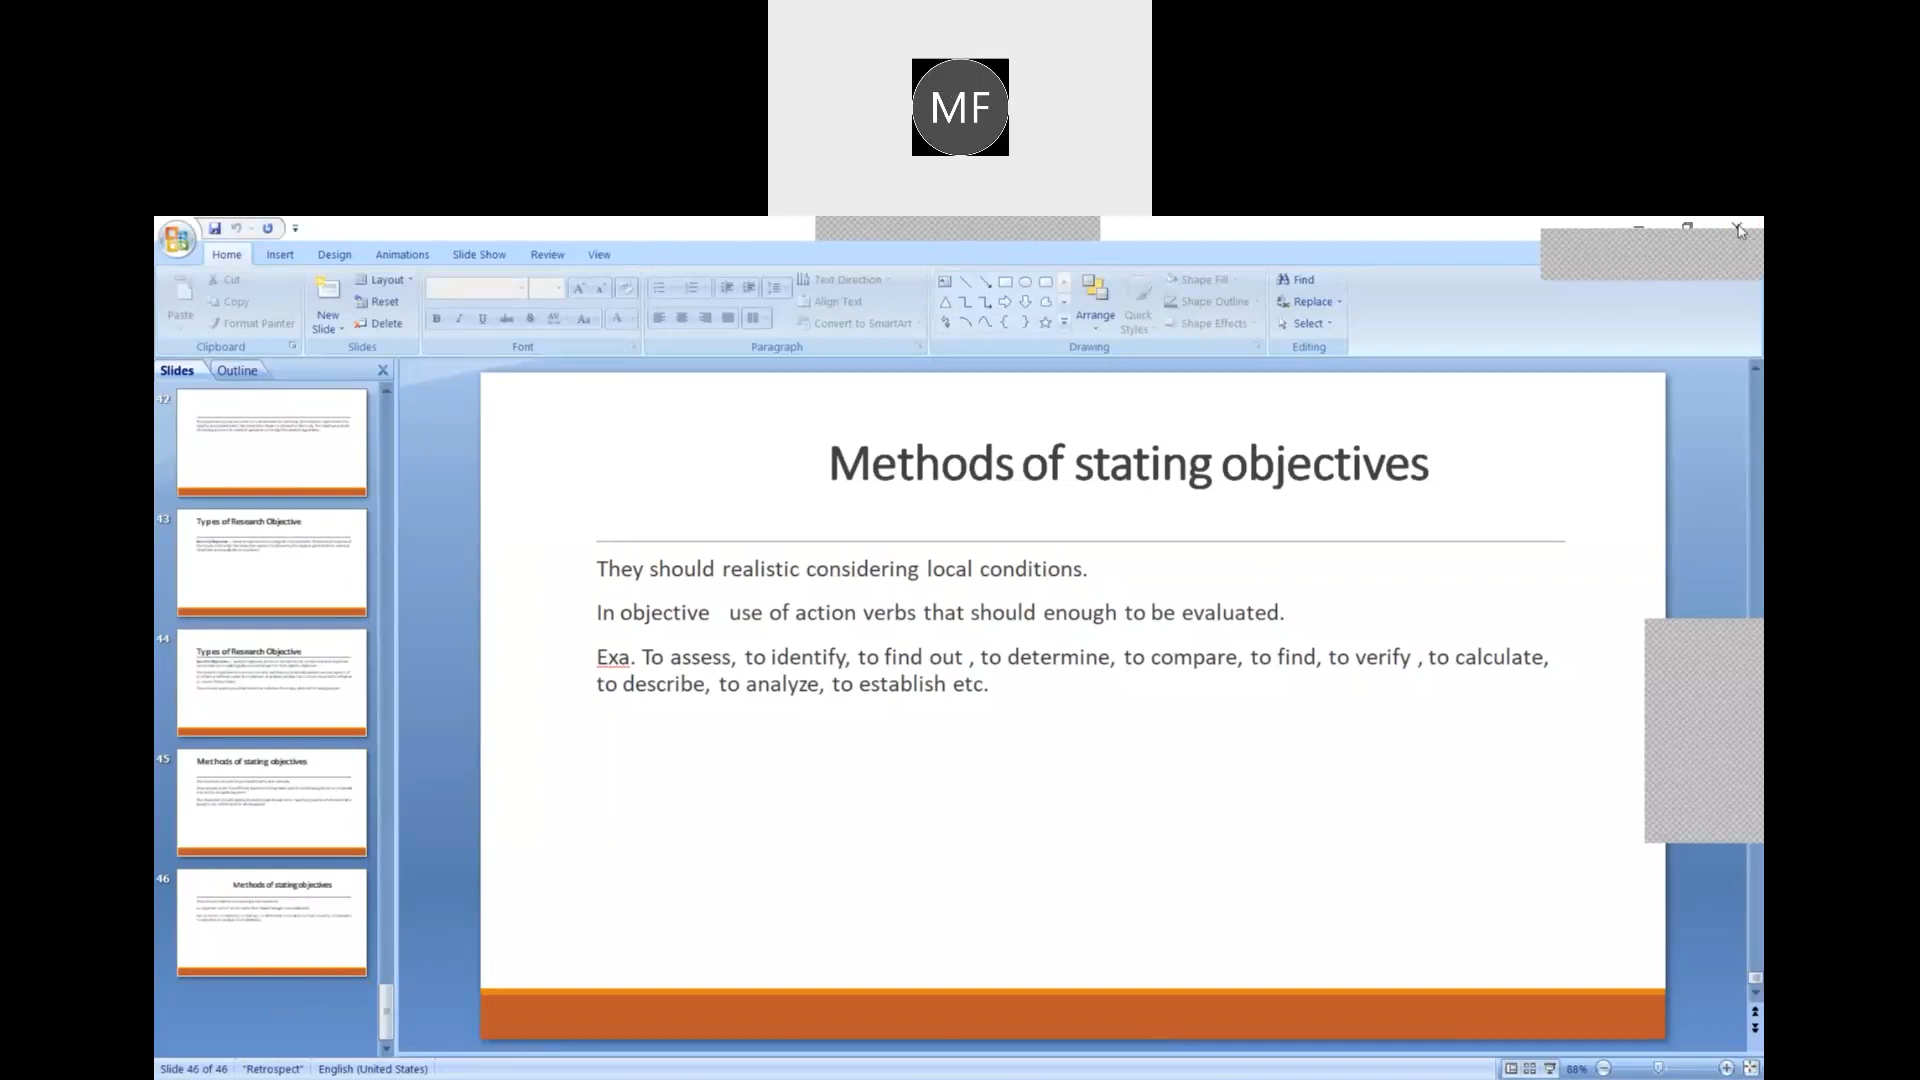 MF
Home Insert Design Animations Slide Show Review View
Paste
Cut
Copy
Format Painter
Clipboard
New
Slide
Layout
Reset
Delete
Slides
Font
Text Direction
Align Text
Convert to SmartArt
Paragraph
Arrange
Quick
Styles
Shape Fill
Shape Outline
Shape Effects
Drawing
Find
Replace
Select
Editing
Slides Outline
42
43
Types of Research Objective
44
Types of Research Objective
45
Methods of stating objectives
46
Methods of stating objectives
Methods of stating objectives
They should realistic considering local conditions.
In objective use of action verbs that should enough to be evaluated.
Exa. To assess, to identify, to find out , to determine, to compare, to find, to verify , to calculate,
to describe, to analyze, to establish etc.
Slide 46 of 46 "Retrospect" English (United States) 88%